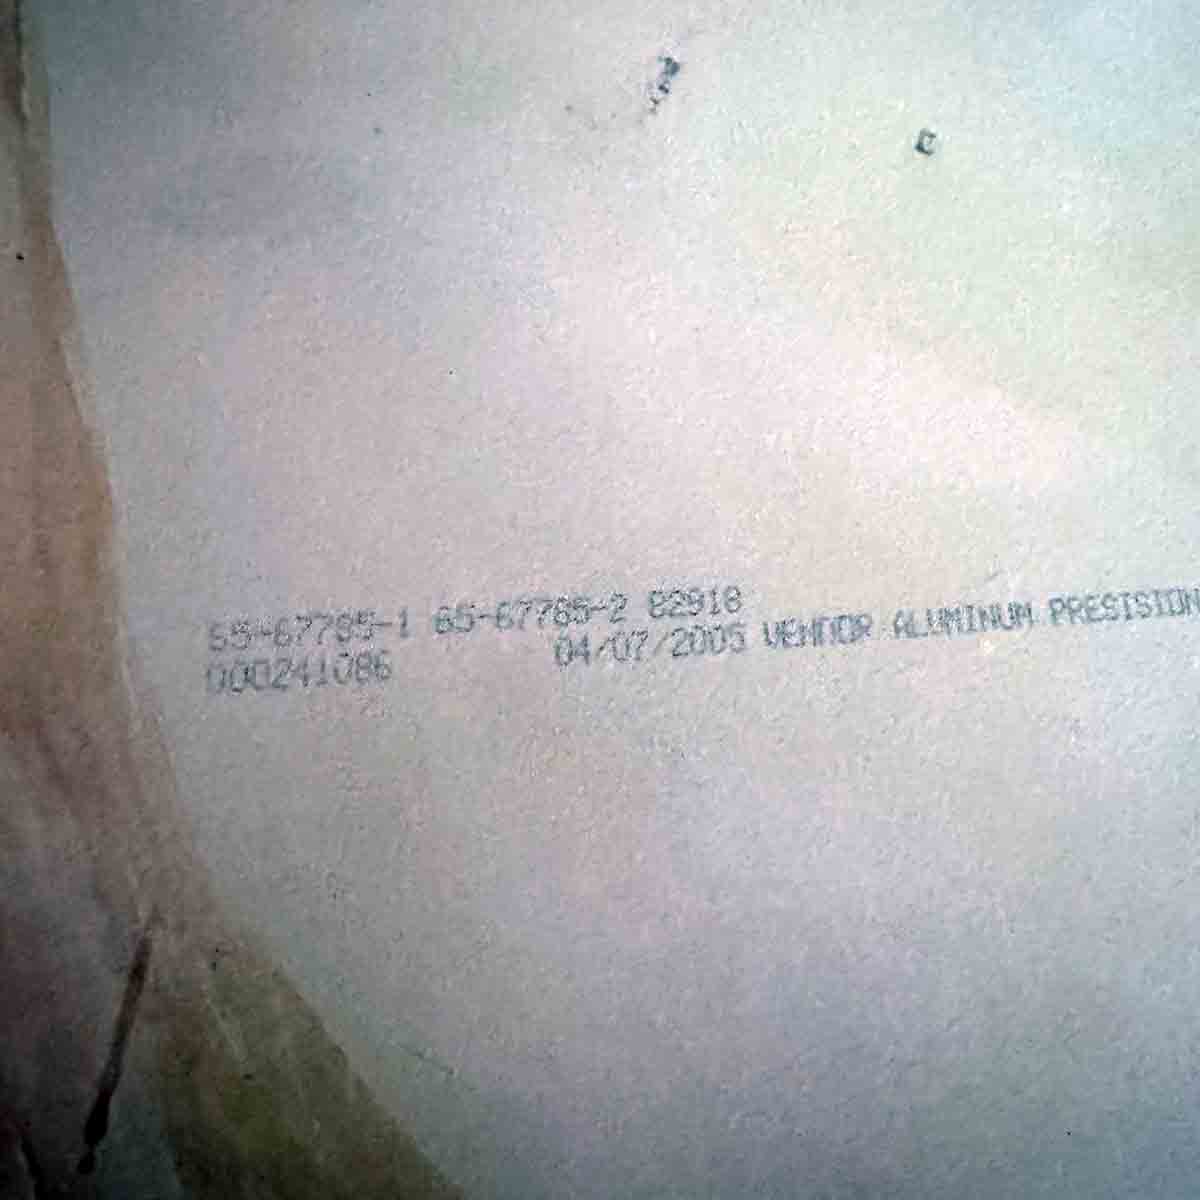 65-67765-1 65-67765-2 82918
000241086 04/07/2005 VENDOR ALUMINUM PRESISION